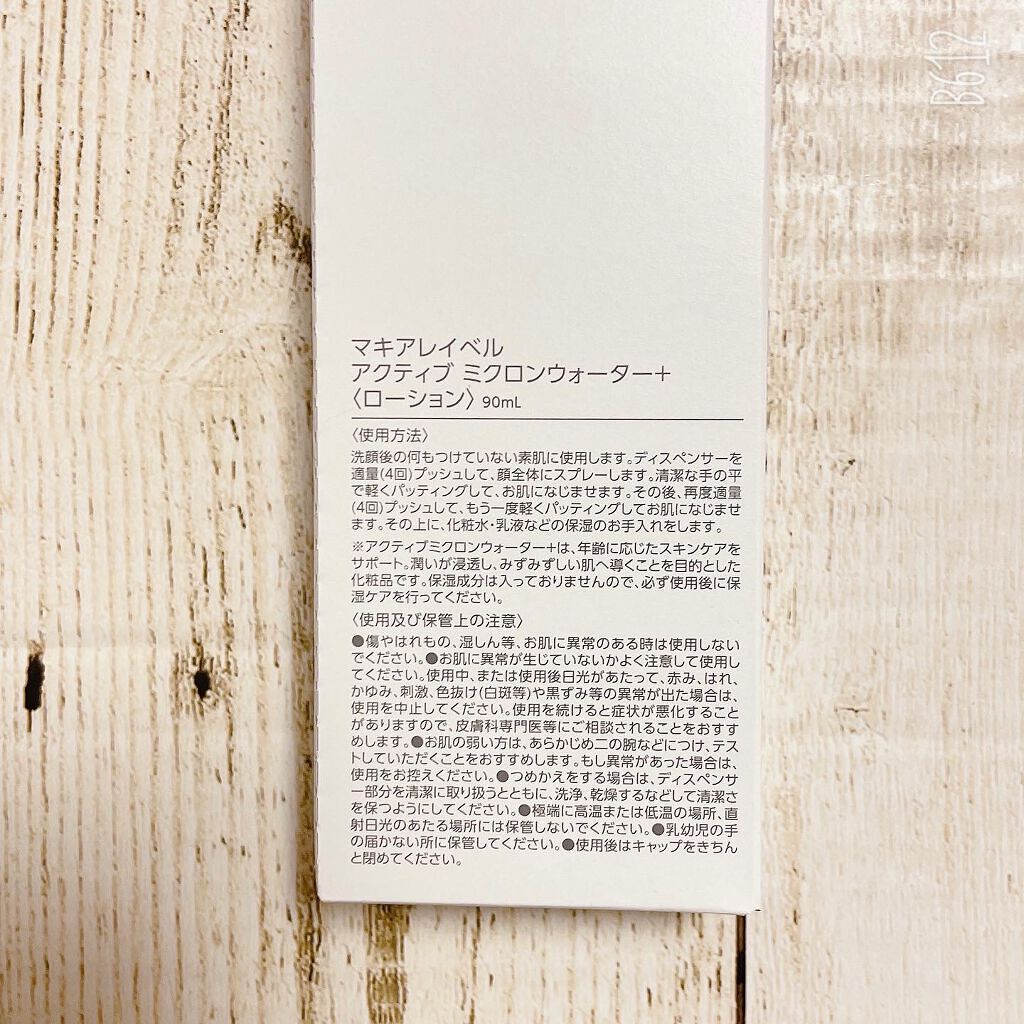 マキアレイベル
アクティブ ミクロンウォーター＋
〈ローション〉 90mL
〈使用方法〉
洗顔後の何もつけていない素肌に使用します。ディスペンサーを
適量(4回)プッシュして、顔全体にスプレーします。清潔な手の平
で軽くパッティングして、お肌になじませます。その後、再度適量
(4回)プッシュして、もう一度軽くパッティングしてお肌になじませ
ます。その上に、化粧水・乳液などの保湿のお手入れをします。
※アクティブミクロンウォーター＋は、年齢に応じたスキンケアを
サポート。潤いが浸透し、みずみずしい肌へ導くことを目的とした
化粧品です。保湿成分は入っておりませんので、必ず使用後に保
湿ケアを行ってください。
〈使用及び保管上の注意〉
●傷やはれもの、湿しん等、お肌に異常のある時は使用しない
でください。●お肌に異常が生じていないかよく注意して使用し
てください。使用中、または使用後日光があたって、赤み、はれ、
かゆみ、刺激、色抜け(白斑等)や黒ずみ等の異常が出た場合は、
使用を中止してください。使用を続けると症状が悪化すること
がありますので、皮膚科専門医等にご相談されることをおすす
めします。●お肌の弱い方は、あらかじめ二の腕などにつけ、テス
トしていただくことをおすすめします。もし異常があった場合は、
使用をお控えください。●つめかえをする場合は、ディスペンサ
ー部分を清潔に取り扱うとともに、洗浄、乾燥するなどして清潔さ
を保つようにしてください。●極端に高温または低温の場所、直
射日光のあたる場所には保管しないでください。●乳幼児の手
の届かない所に保管してください。●使用後はキャップをきちん
と閉めてください。
B612